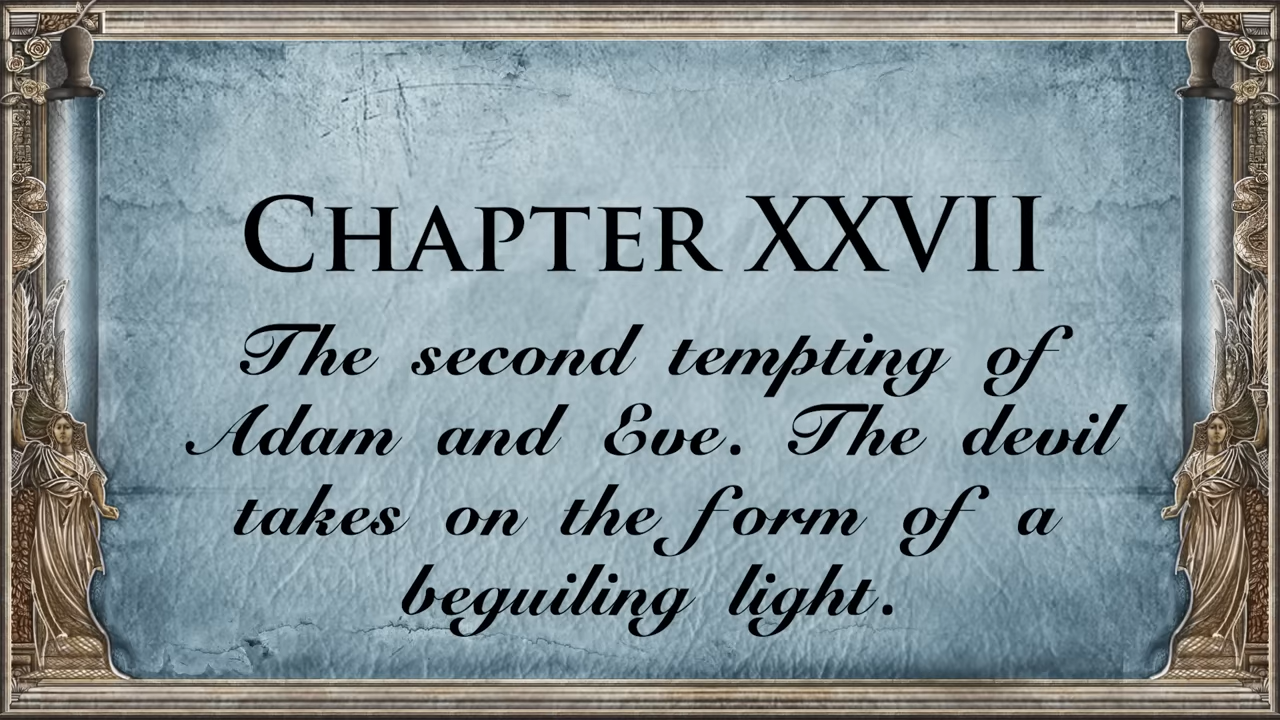 Chapter XXVII
The second tempting of
Adam and Eve. The devil
takes on the form of a
beguiling light.